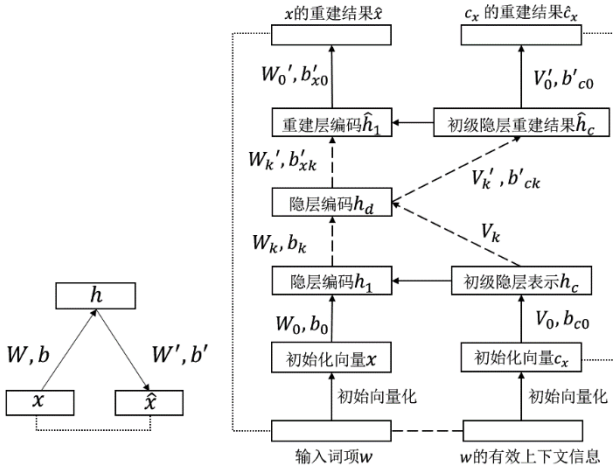 h
W, b
W′, b′
x
x̂
x的重建结果x̂
c_x 的重建结果ĉ_x
W_0′, b′_x0
V_0′, b′_c0
重建层编码ĥ_1
初级隐层重建结果ĥ_c
W_k′, b′_xk
V_k′, b′_ck
隐层编码h_d
V_k
W_k, b_k
隐层编码h_1
初级隐层表示h_c
W_0, b_0
V_0, b_c0
初始化向量x
初始化向量c_x
初始向量化
初始向量化
输入词项w
w的有效上下文信息